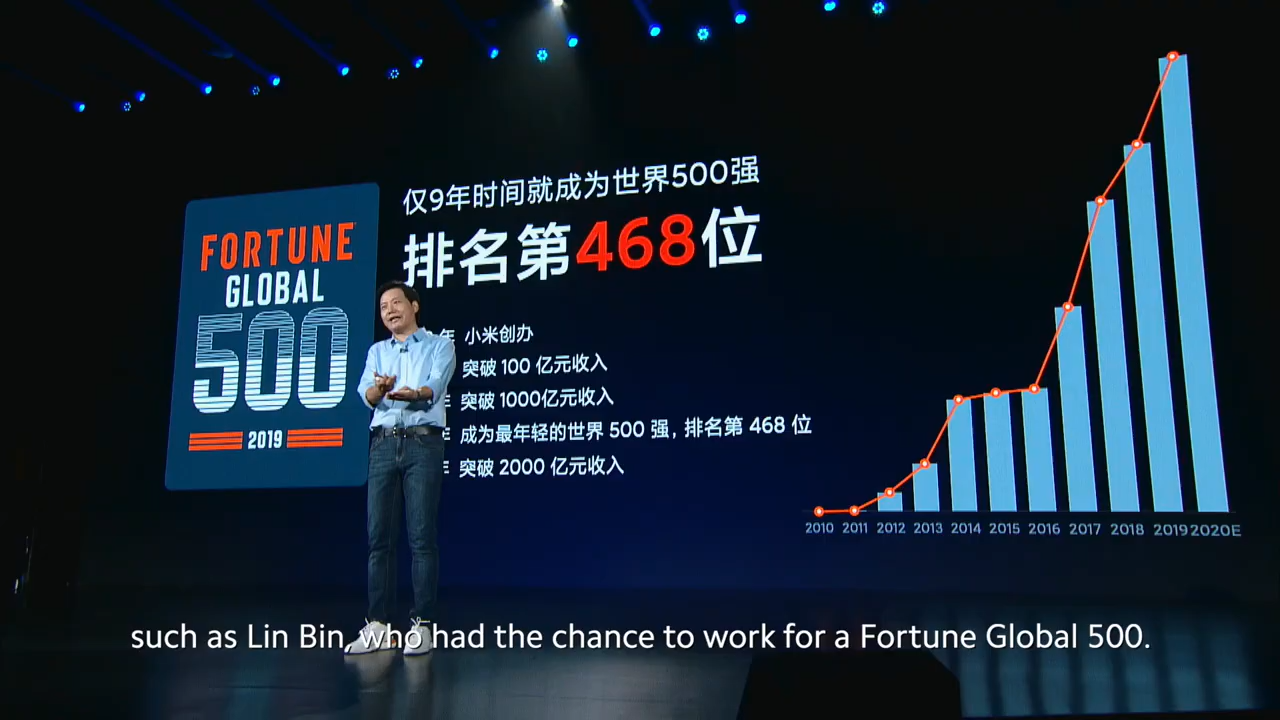 FORTUNE
GLOBAL
500
2019
仅9年时间就成为世界500强
排名第468位
年 小米创办
突破 100 亿元收入
突破 1000亿元收入
成为最年轻的世界 500 强，排名第 468 位
突破 2000 亿元收入
2010 2011 2012 2013 2014 2015 2016 2017 2018 2019 2020E
such as Lin Bin, who had the chance to work for a Fortune Global 500.